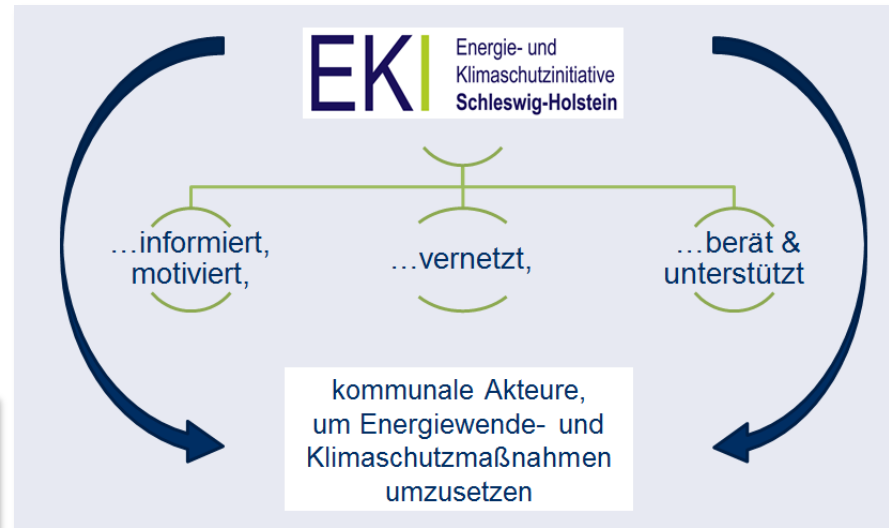 EKI
Energie- und
Klimaschutzinitiative
Schleswig-Holstein
…informiert,
motiviert,
…vernetzt,
…berät &
unterstützt
kommunale Akteure,
um Energiewende- und
Klimaschutzmaßnahmen
umzusetzen